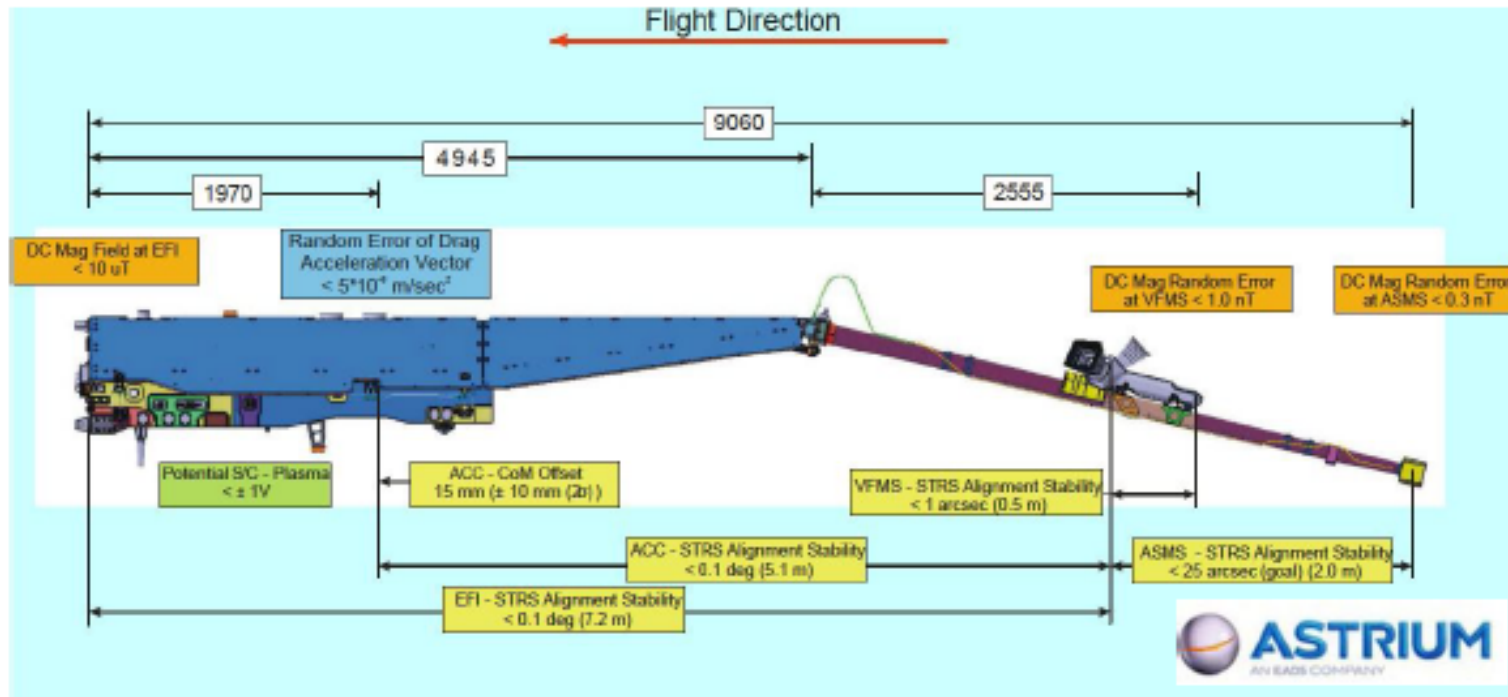 Flight Direction
9060
4945
1970
2555
DC Mag Field at EFI
< 10 uT
Random Error of Drag
Acceleration Vector
< 5*10⁻⁸ m/sec²
DC Mag Random Error
at VFMS < 1.0 nT
DC Mag Random Error
at ASMS < 0.3 nT
Potential S/C - Plasma
< ± 1V
ACC - CoM Offset
15 mm (± 10 mm (2σ))
VFMS - STRS Alignment Stability
< 1 arcsec (0.5 m)
ACC - STRS Alignment Stability
< 0.1 deg (5.1 m)
ASMS - STRS Alignment Stability
< 25 arcsec (goal) (2.0 m)
EFI - STRS Alignment Stability
< 0.1 deg (7.2 m)
ASTRIUM
AN EADS COMPANY